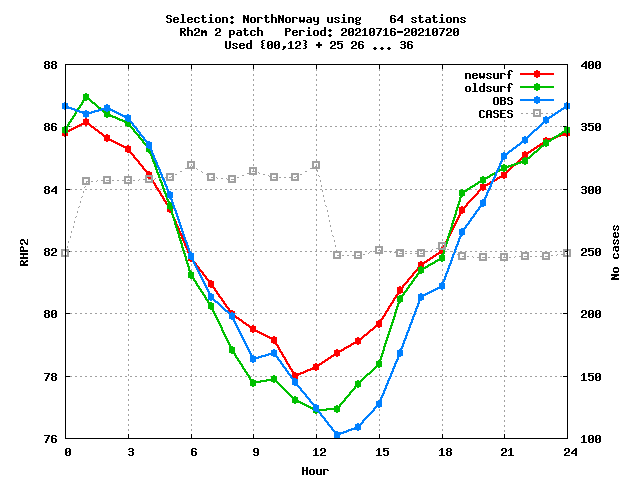 Selection: NorthNorway using    64 stations
Rh2m 2 patch   Period: 20210716-20210720
Used {00,12} + 25 26 ... 36
newsurf
oldsurf
OBS
CASES
88
86
84
82
80
78
76
RHP2
400
350
300
250
200
150
100
No cases
0 3 6 9 12 15 18 21 24
Hour